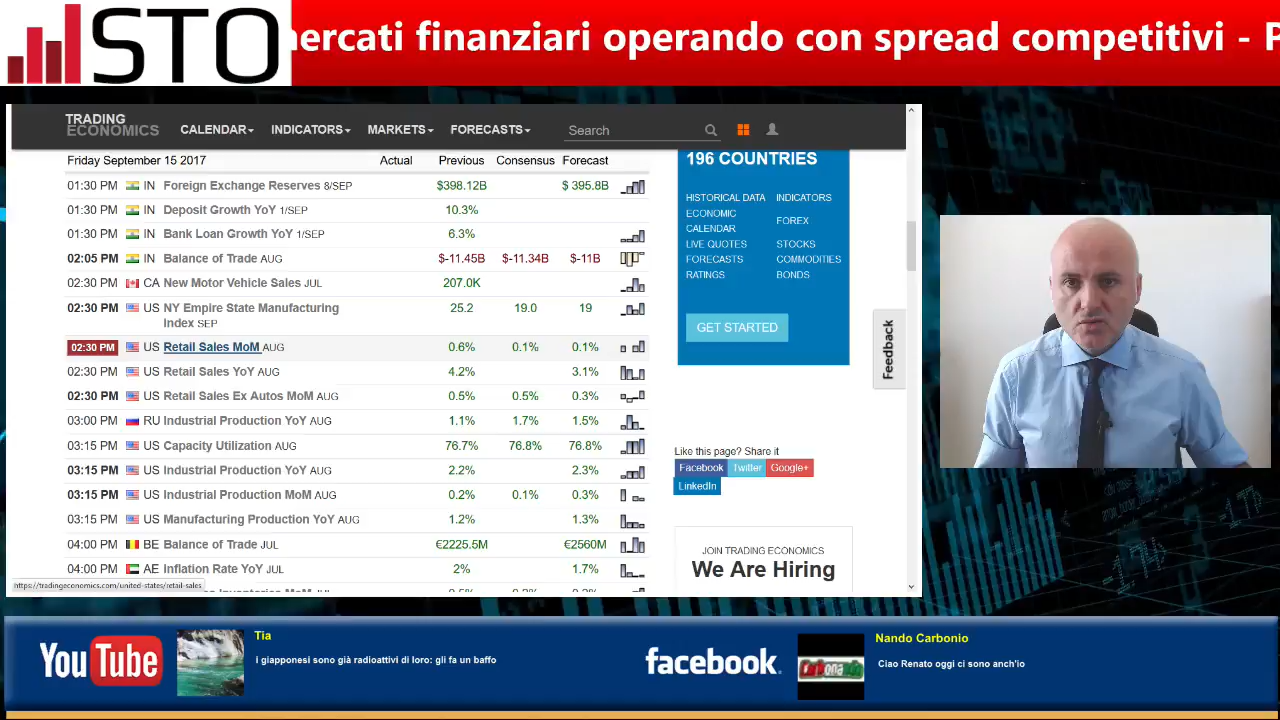 STO
mercati finanziari operando con spread competitivi - P
TRADING
ECONOMICS
CALENDAR
INDICATORS
MARKETS
FORECASTS
Search
Friday September 15 2017 Actual Previous Consensus Forecast
01:30 PM IN Foreign Exchange Reserves 8/SEP $398.12B $ 395.8B
01:30 PM IN Deposit Growth YoY 1/SEP 10.3%
01:30 PM IN Bank Loan Growth YoY 1/SEP 6.3%
02:05 PM IN Balance of Trade AUG $-11.45B $-11.34B $-11B
02:30 PM CA New Motor Vehicle Sales JUL 207.0K
02:30 PM US NY Empire State Manufacturing 25.2 19.0 19
Index SEP
02:30 PM US Retail Sales MoM AUG 0.6% 0.1% 0.1%
02:30 PM US Retail Sales YoY AUG 4.2% 3.1%
02:30 PM US Retail Sales Ex Autos MoM AUG 0.5% 0.5% 0.3%
03:00 PM RU Industrial Production YoY AUG 1.1% 1.7% 1.5%
03:15 PM US Capacity Utilization AUG 76.7% 76.8% 76.8%
03:15 PM US Industrial Production YoY AUG 2.2% 2.3%
03:15 PM US Industrial Production MoM AUG 0.2% 0.1% 0.3%
03:15 PM US Manufacturing Production YoY AUG 1.2% 1.3%
04:00 PM BE Balance of Trade JUL €2225.5M €2560M
04:00 PM AE Inflation Rate YoY JUL 2% 1.7%
https://tradingeconomics.com/united-states/retail-sales
196 COUNTRIES
HISTORICAL DATA
ECONOMIC
CALENDAR
LIVE QUOTES
FORECASTS
RATINGS
INDICATORS
FOREX
STOCKS
COMMODITIES
BONDS
GET STARTED
Feedback
Like this page? Share it
Facebook Twitter Google+
LinkedIn
JOIN TRADING ECONOMICS
We Are Hiring
YouTube
Tia
I giapponesi sono già radioattivi di loro: gli fa un baffo
facebook.
Nando Carbonio
Ciao Renato oggi ci sono anch'io